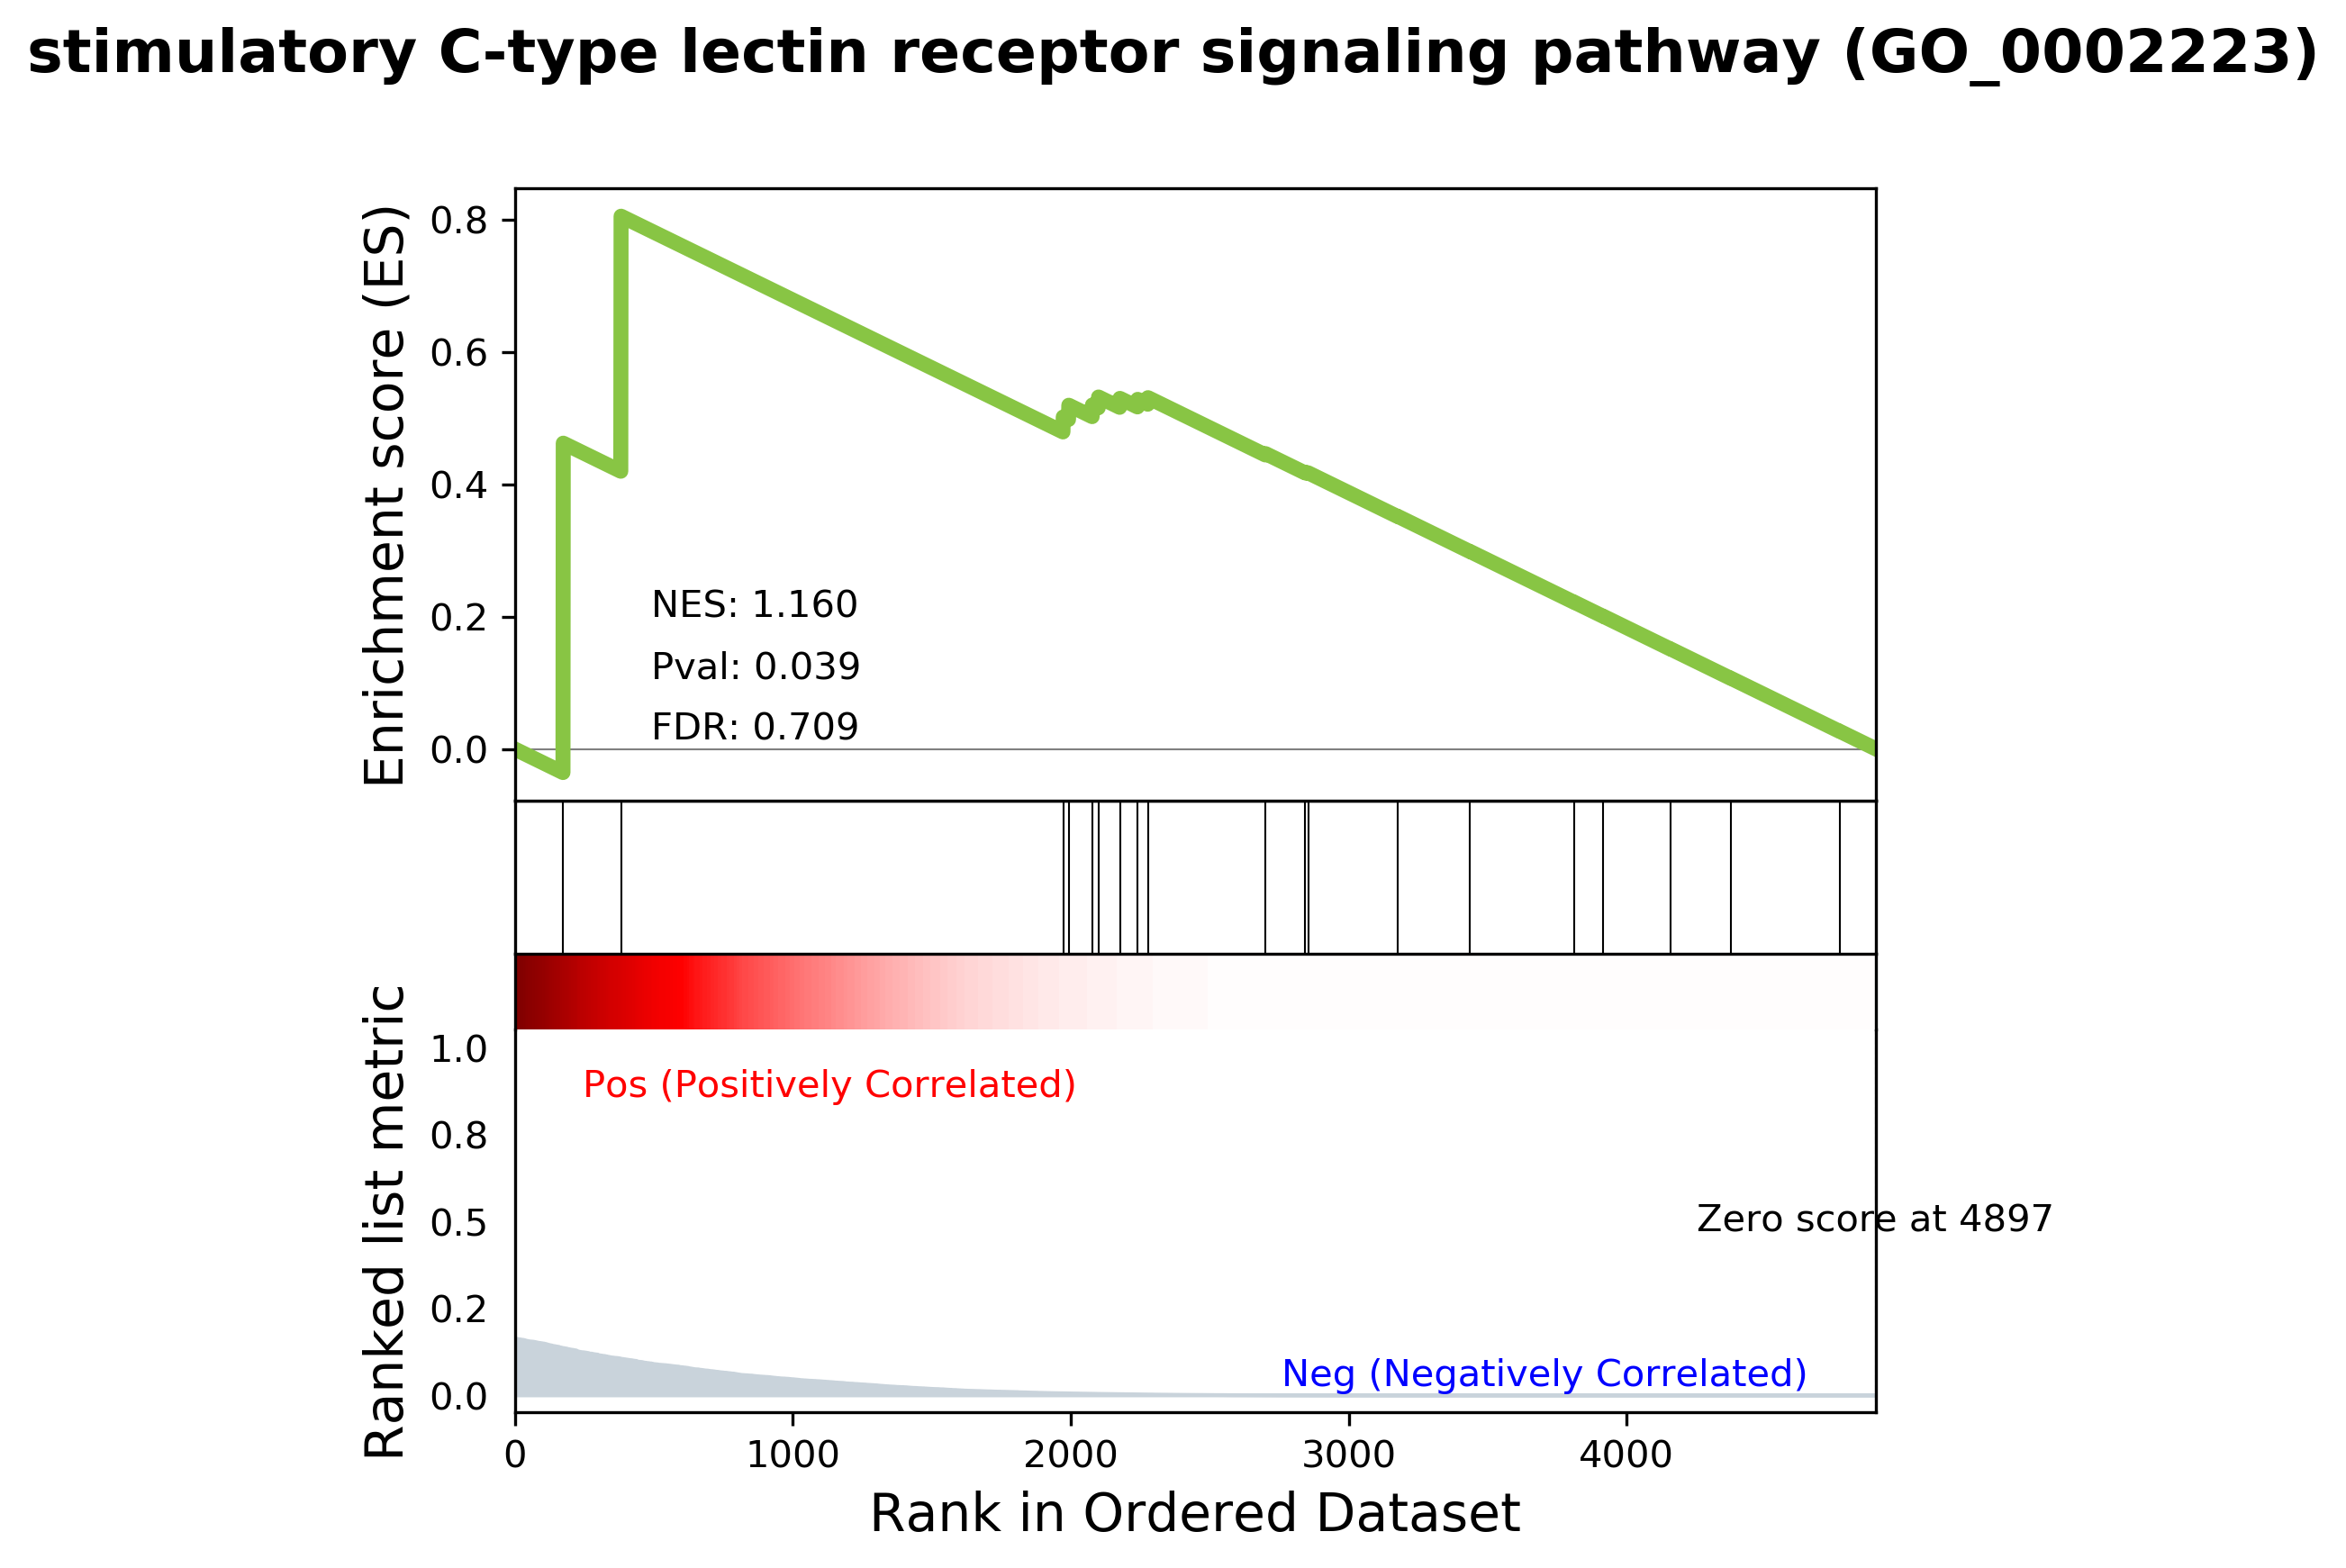 stimulatory C-type lectin receptor signaling pathway (GO_0002223)
Enrichment score (ES)
0.8
0.6
0.4
0.2
0.0
NES: 1.160
Pval: 0.039
FDR: 0.709
Ranked list metric
1.0
0.8
0.5
0.2
0.0
Pos (Positively Correlated)
Zero score at 4897
Neg (Negatively Correlated)
0 1000 2000 3000 4000
Rank in Ordered Dataset